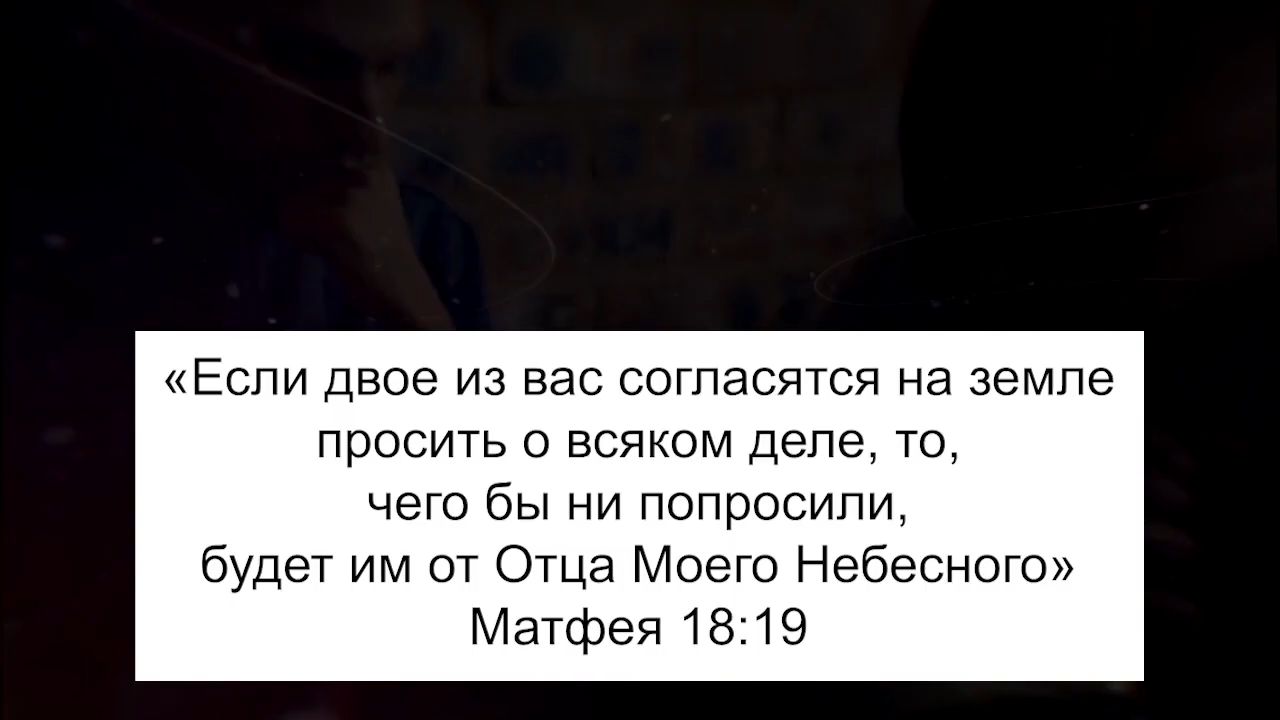 «Если двое из вас согласятся на земле
просить о всяком деле, то,
чего бы ни попросили,
будет им от Отца Моего Небесного»
Матфея 18:19